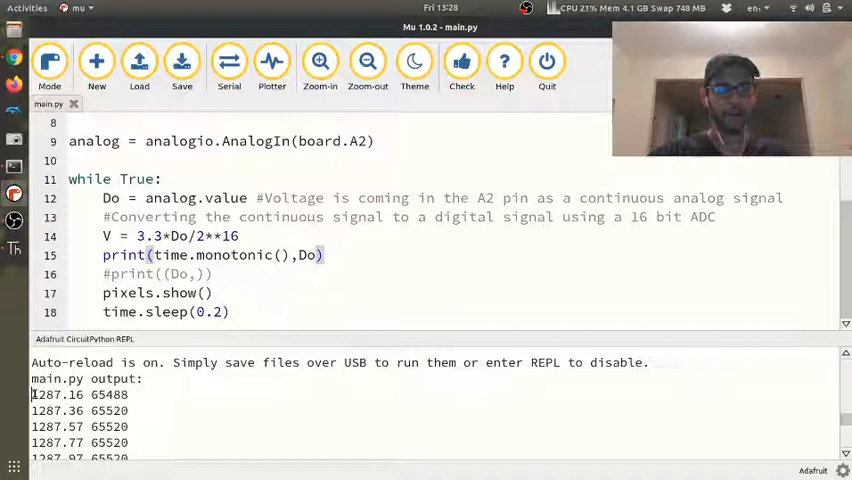 Activities
mu
Fri 13:28
CPU 21% Mem 4.1 GB Swap 748 MB
en
Mu 1.0.2 - main.py
Mode
New
Load
Save
Serial
Plotter
Zoom-in
Zoom-out
Theme
Check
Help
Quit
main.py
8
9 analog = analogio.AnalogIn(board.A2)
10
11 while True:
12 Do = analog.value #Voltage is coming in the A2 pin as a continuous analog signal
13 #Converting the continuous signal to a digital signal using a 16 bit ADC
14 V = 3.3*Do/2**16
15 print(time.monotonic(),Do)
16 #print((Do,))
17 pixels.show()
18 time.sleep(0.2)
Adafruit CircuitPython REPL
Auto-reload is on. Simply save files over USB to run them or enter REPL to disable.
main.py output:
1287.16 65488
1287.36 65520
1287.57 65520
1287.77 65520
1287.97 65520
Th
Adafruit